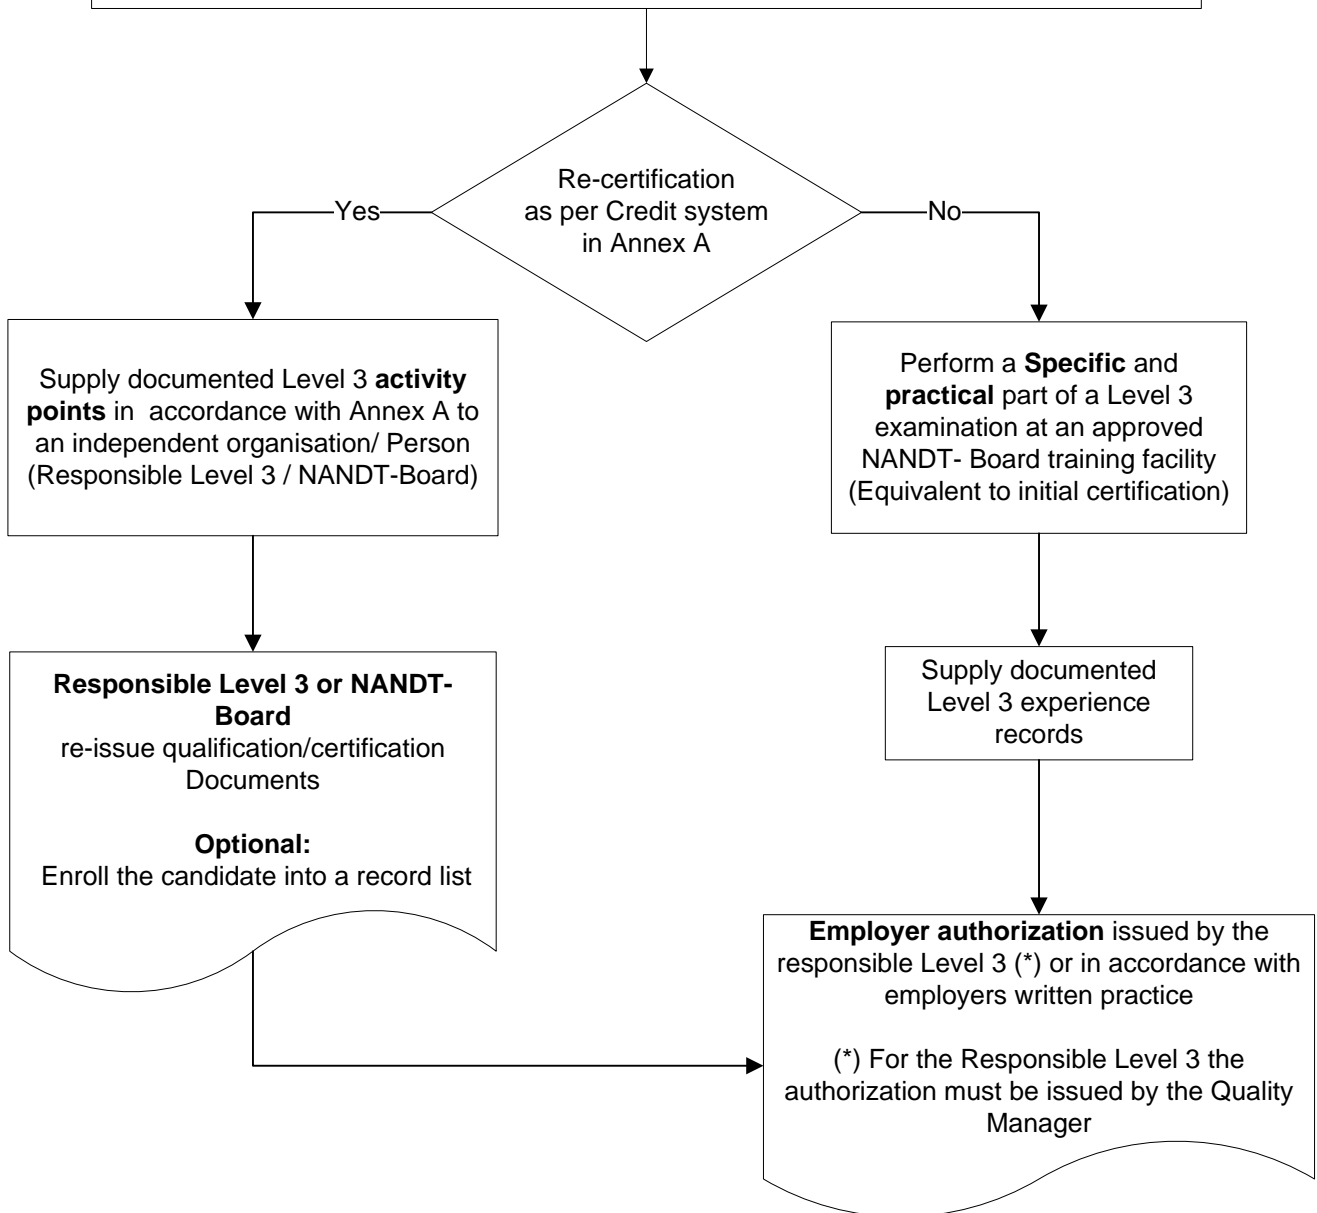 Re-certification
as per Credit system
in Annex A
Yes
No
Supply documented Level 3 activity
points in accordance with Annex A to
an independent organisation/ Person
(Responsible Level 3 / NANDT-Board)
Perform a Specific and
practical part of a Level 3
examination at an approved
NANDT- Board training facility
(Equivalent to initial certification)
Responsible Level 3 or NANDT-
Board
re-issue qualification/certification
Documents
Optional:
Enroll the candidate into a record list
Supply documented
Level 3 experience
records
Employer authorization issued by the
responsible Level 3 (*) or in accordance with
employers written practice
(*) For the Responsible Level 3 the
authorization must be issued by the Quality
Manager